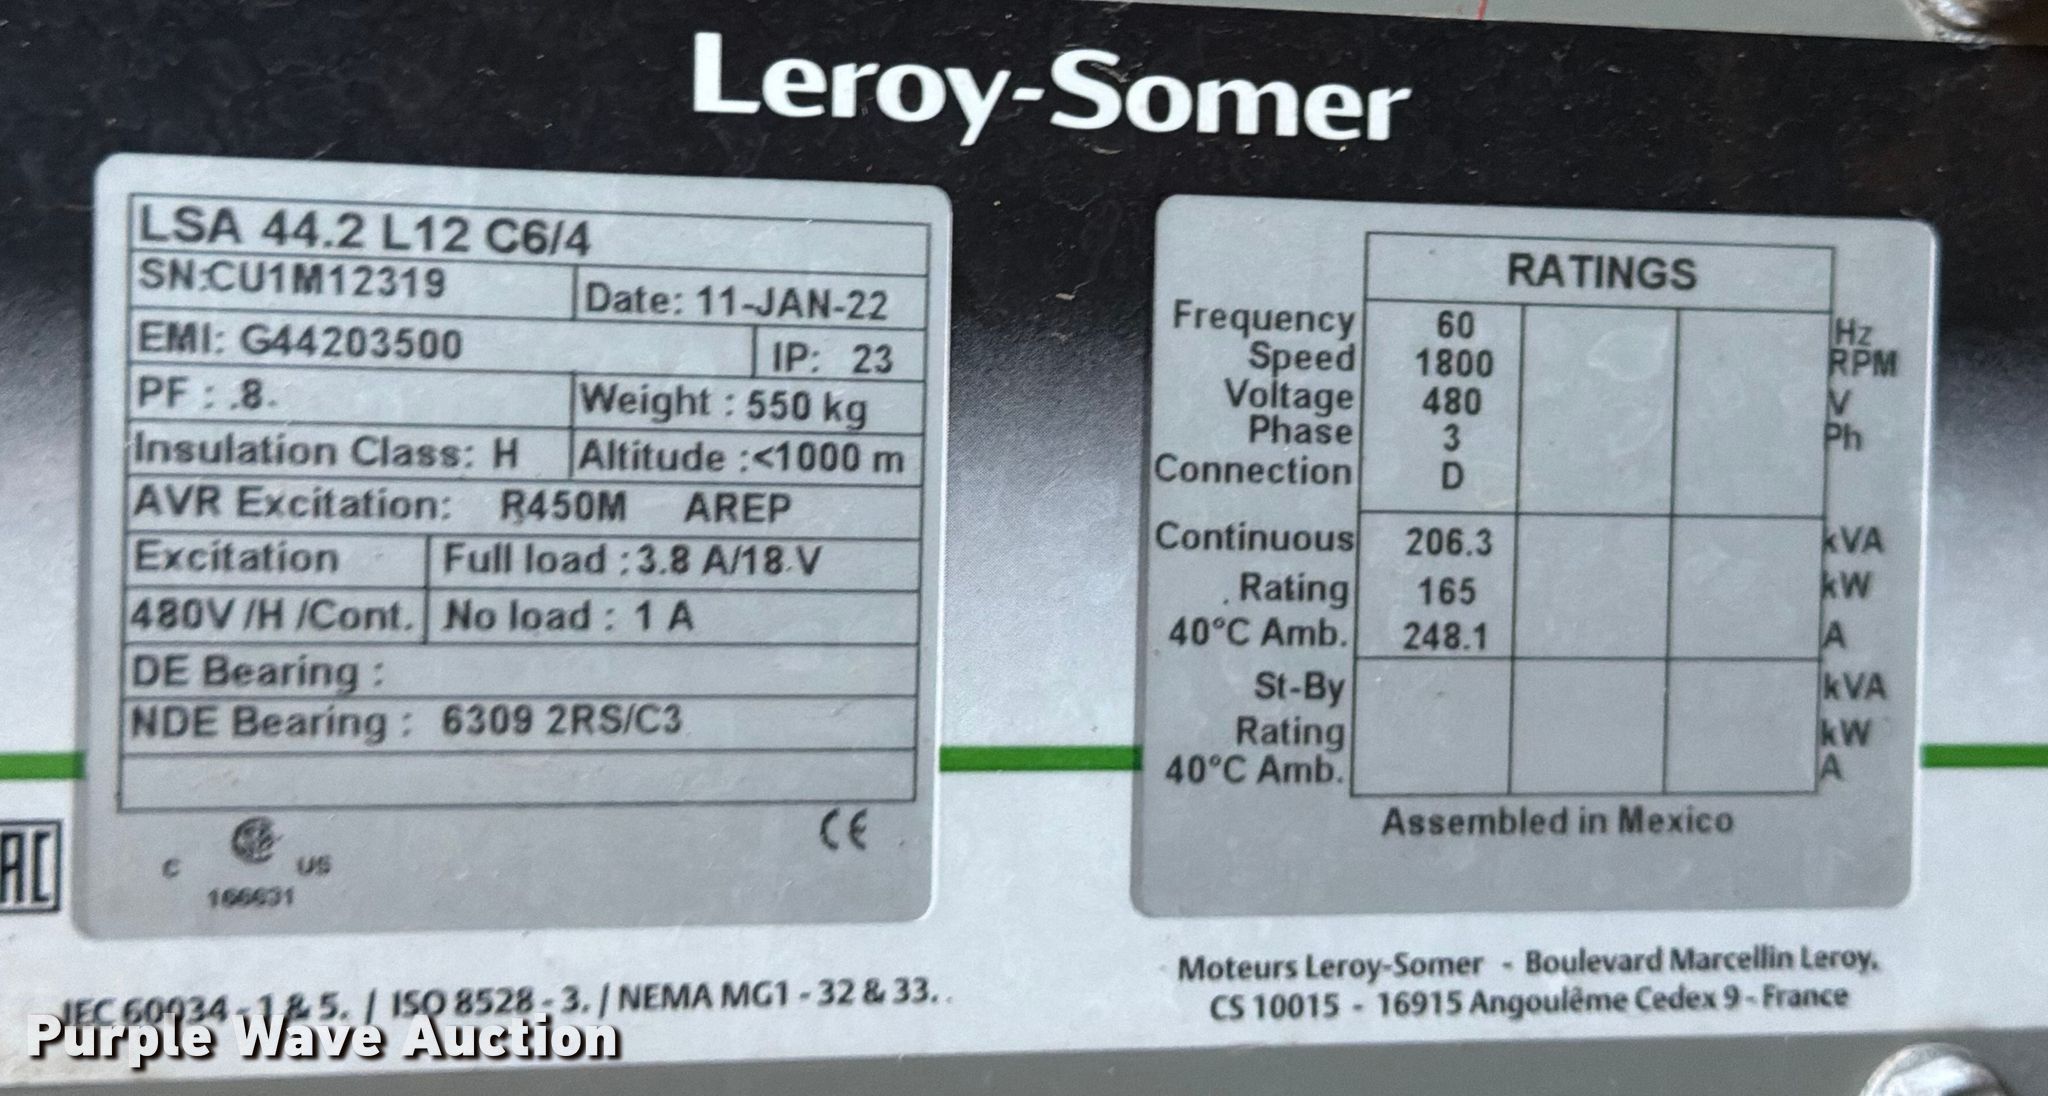 Leroy-Somer
LSA 44.2 L12 C6/4
SN:CU1M12319 Date: 11-JAN-22
EMI: G44203500 IP: 23
PF : .8 Weight : 550 kg
Insulation Class: H Altitude :<1000 m
AVR Excitation: R450M AREP
Excitation Full load : 3.8 A/18 V
480V /H /Cont. No load : 1 A
DE Bearing :
NDE Bearing : 6309 2RS/C3
CE
C US
166631
RATINGS
Frequency 60 Hz
Speed 1800 RPM
Voltage 480 V
Phase 3 Ph
Connection D
Continuous 206.3 kVA
Rating 165 kW
40°C Amb. 248.1 A
St-By kVA
Rating kW
40°C Amb. A
Assembled in Mexico
IEC 60034 - 1 & 5. / ISO 8528 - 3. / NEMA MG1 - 32 & 33.
Moteurs Leroy-Somer - Boulevard Marcellin Leroy,
CS 10015 - 16915 Angoulême Cedex 9 - France
Purple Wave Auction